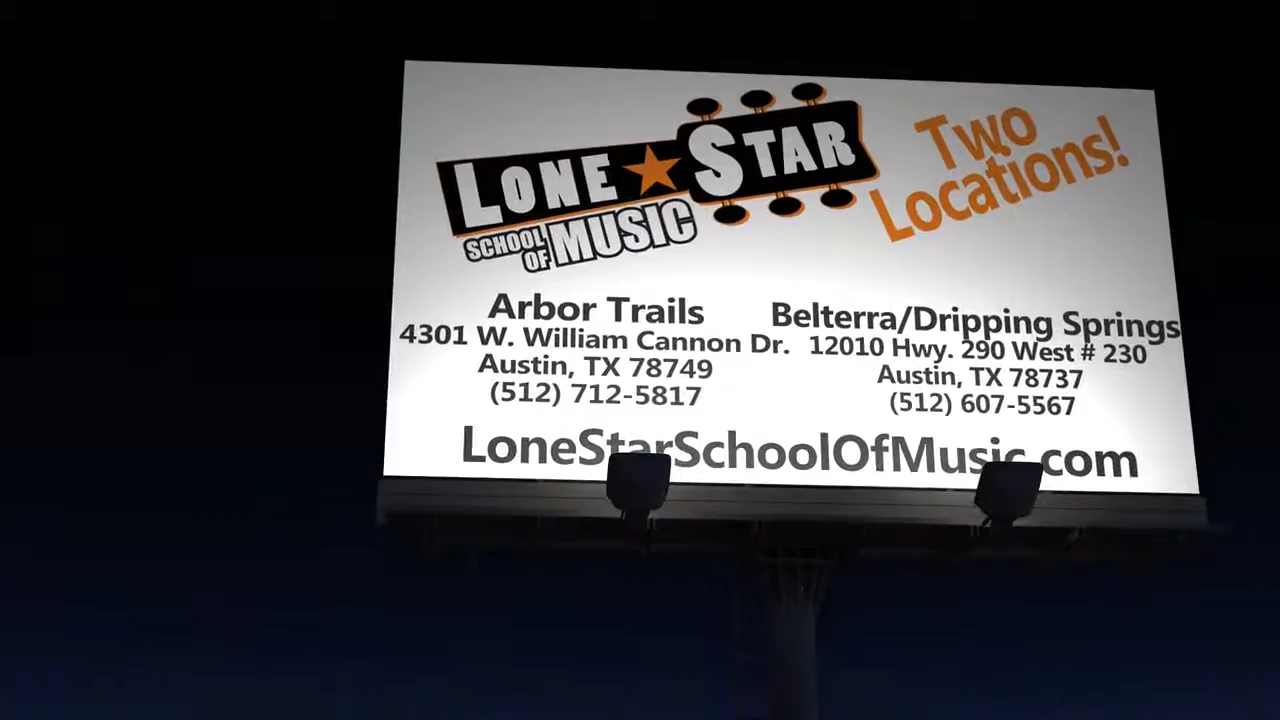 LONE STAR
SCHOOL OF MUSIC
Two Locations!
Arbor Trails
4301 W. William Cannon Dr.
Austin, TX 78749
(512) 712-5817
Belterra/Dripping Springs
12010 Hwy. 290 West # 230
Austin, TX 78737
(512) 607-5567
LoneStarSchoolOfMusic.com